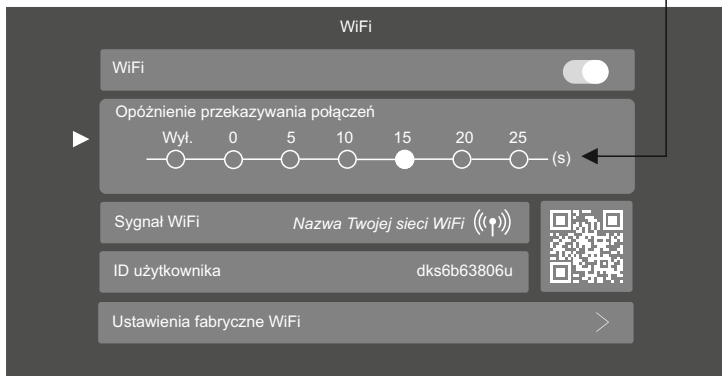 WiFi
WiFi
Opóźnienie przekazywania połączeń
Wył. 0 5 10 15 20 25
(s)
Sygnał WiFi Nazwa Twojej sieci WiFi
ID użytkownika dks6b63806u
Ustawienia fabryczne WiFi